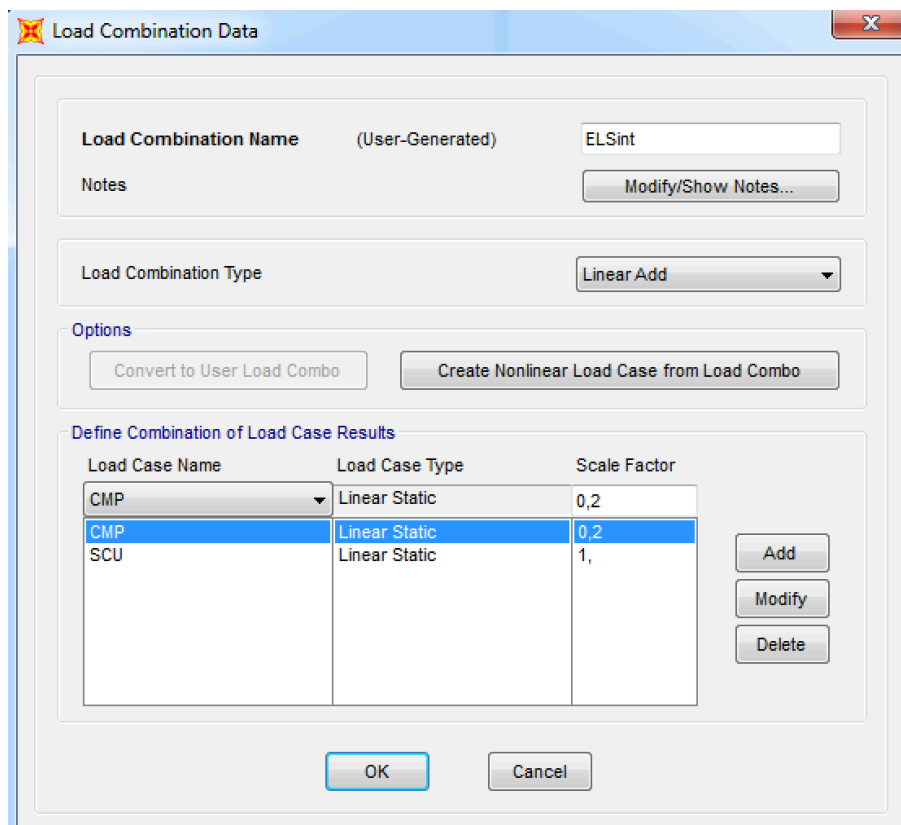 Load Combination Data
Load Combination Name (User-Generated) ELSint
Notes Modify/Show Notes...
Load Combination Type Linear Add
Options
Convert to User Load Combo Create Nonlinear Load Case from Load Combo
Define Combination of Load Case Results
Load Case Name Load Case Type Scale Factor
CMP Linear Static 0,2
CMP Linear Static 0,2
SCU Linear Static 1,
Add
Modify
Delete
OK Cancel